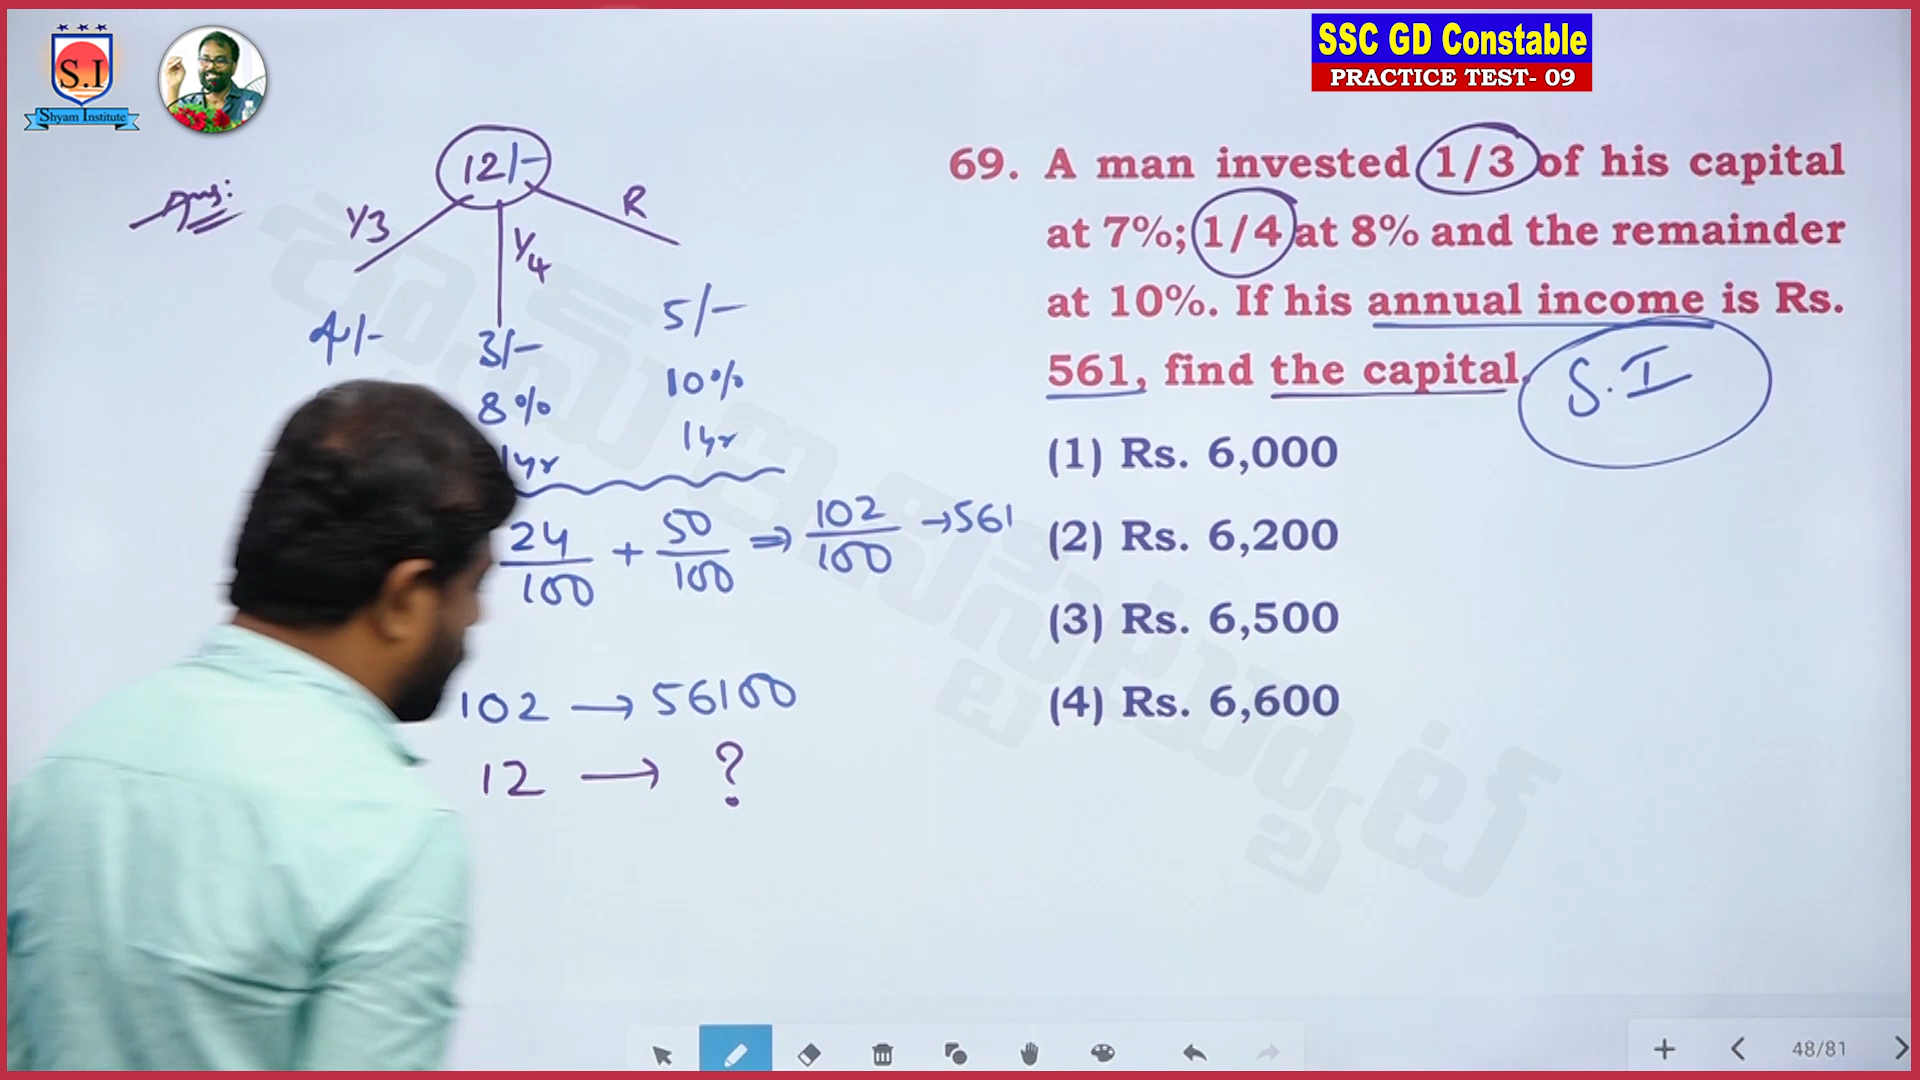 S.I
Shyam Institute
SSC GD Constable
PRACTICE TEST- 09
Ans:
12/-
1/3
1/4
R
4/-
3/-
5/-
8%
10%
1yr
1yr
24/100 + 50/100 ⇒ 102/100 → 561
102 → 56100
12 → ?
69. A man invested 1/3 of his capital
at 7%; 1/4 at 8% and the remainder
at 10%. If his annual income is Rs.
561, find the capital.
S.I
(1) Rs. 6,000
(2) Rs. 6,200
(3) Rs. 6,500
(4) Rs. 6,600
48/81